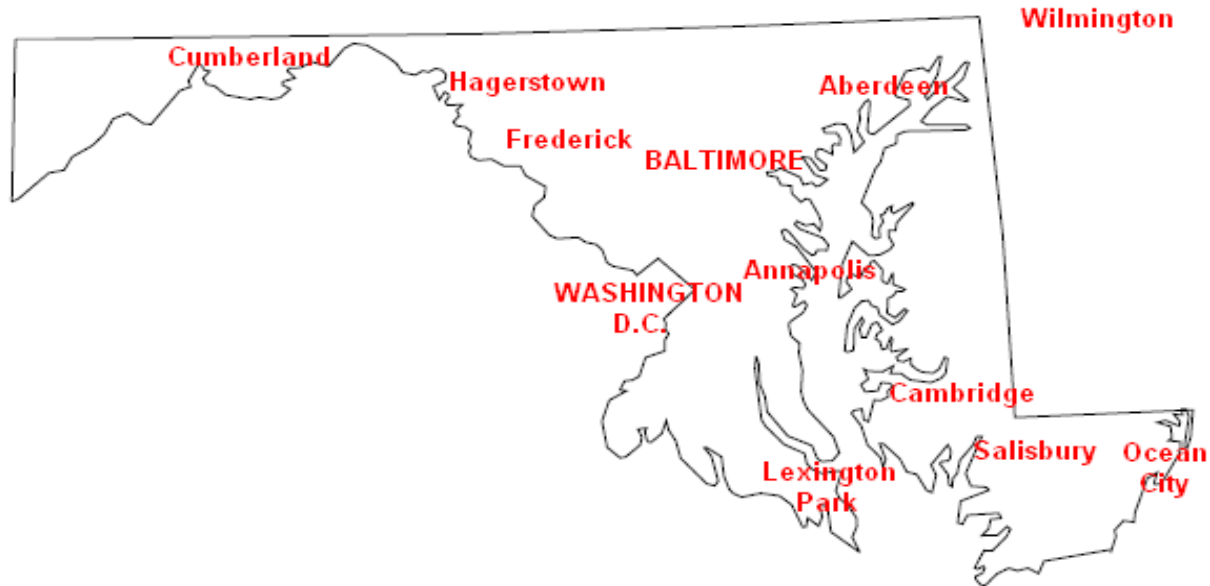 Wilmington
Cumberland
Hagerstown
Aberdeen
Frederick
BALTIMORE
Annapolis
WASHINGTON
D.C.
Cambridge
Salisbury
Ocean
City
Lexington
Park